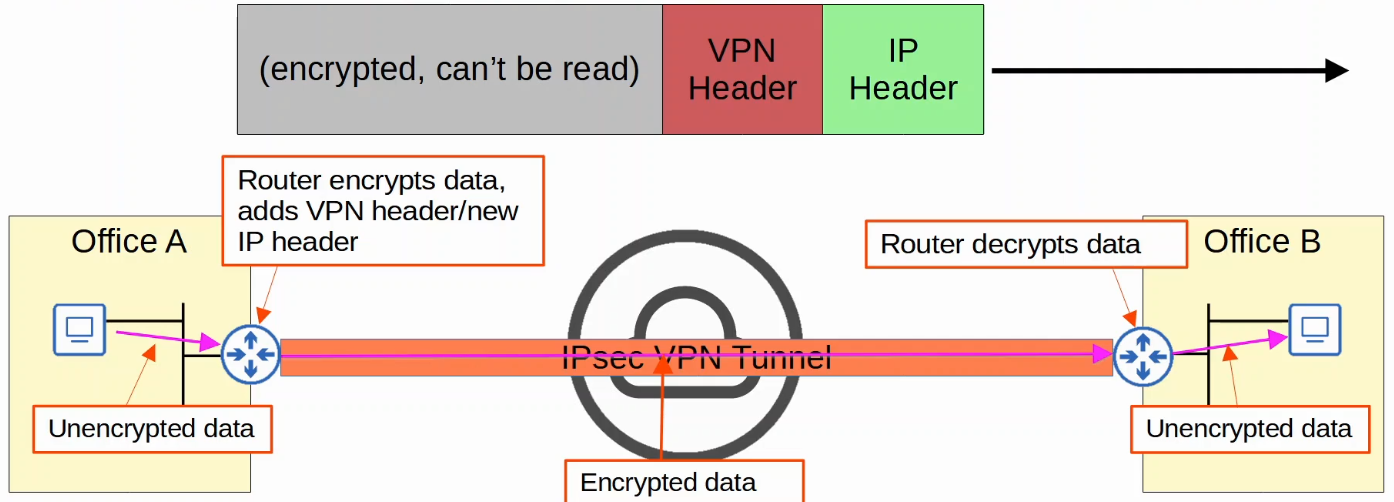 (encrypted, can't be read)
VPN
Header
IP
Header
Router encrypts data,
adds VPN header/new
IP header
Router decrypts data
Office A
Office B
IPsec VPN Tunnel
Unencrypted data
Unencrypted data
Encrypted data